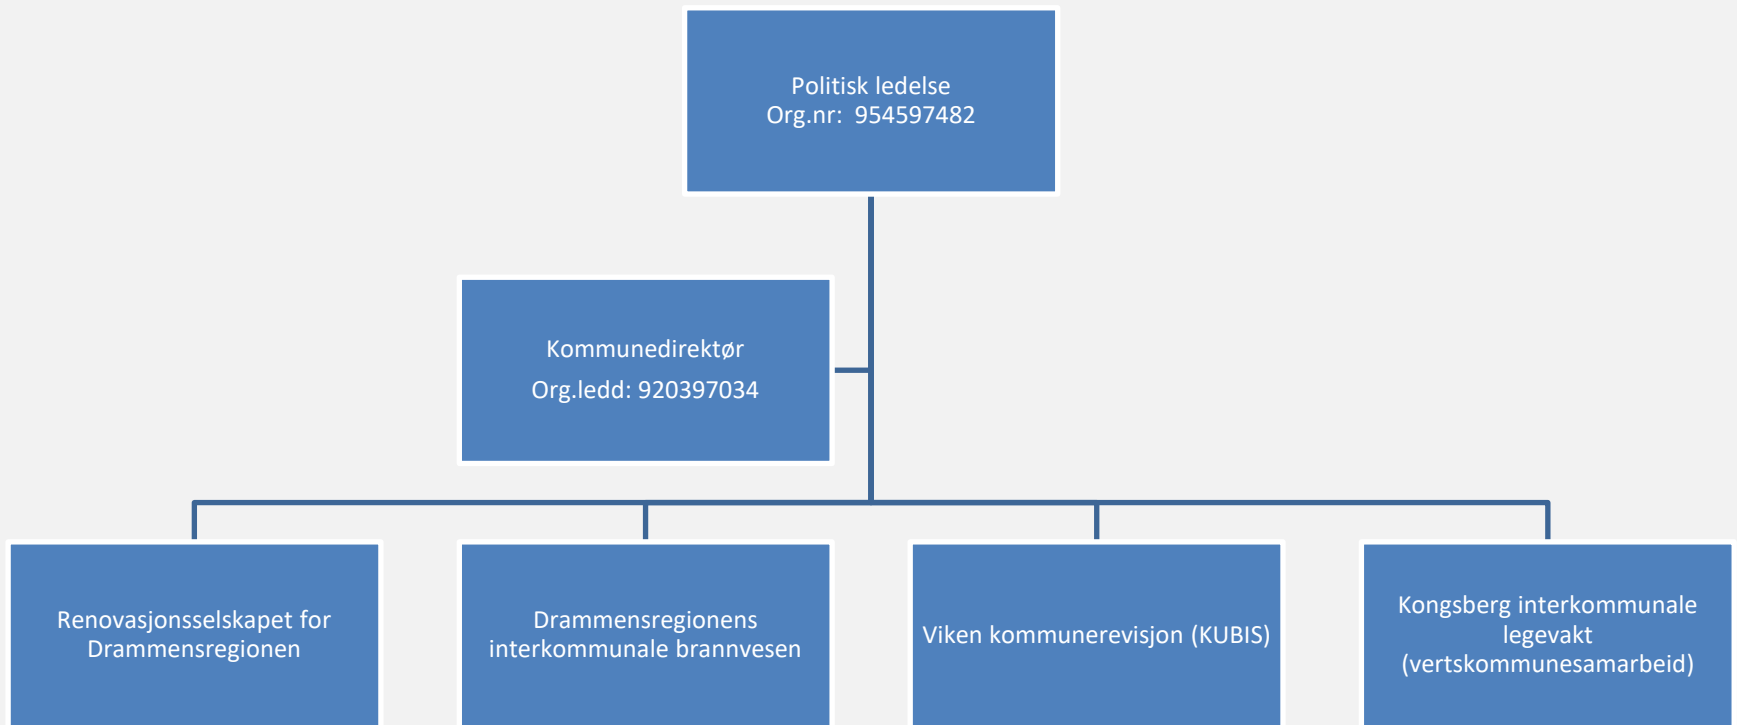 Politisk ledelse
Org.nr:  954597482
Kommunedirektør
Org.ledd: 920397034
Renovasjonsselskapet for
Drammensregionen
Drammensregionens
interkommunale brannvesen
Viken kommunerevisjon (KUBIS)
Kongsberg interkommunale
legevakt
(vertskommunesamarbeid)